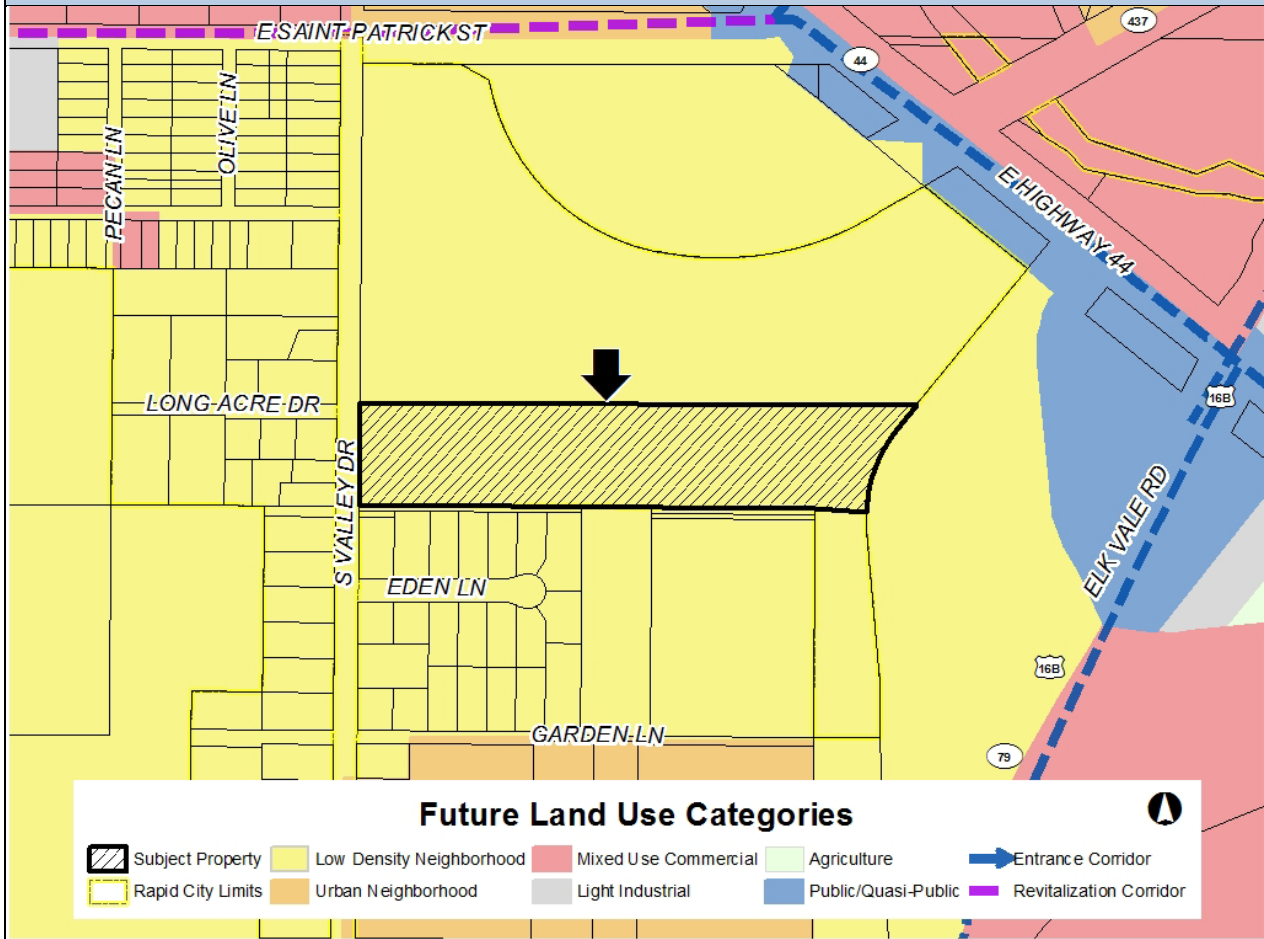 E SAINT PATRICK ST
437
44
OLIVE LN
PECAN LN
E HIGHWAY 44
16B
LONG ACRE DR
S VALLEY DR
EDEN LN
ELK VALE RD
16B
GARDEN LN
79
Future Land Use Categories
Subject Property
Low Density Neighborhood
Mixed Use Commercial
Agriculture
Entrance Corridor
Rapid City Limits
Urban Neighborhood
Light Industrial
Public/Quasi-Public
Revitalization Corridor